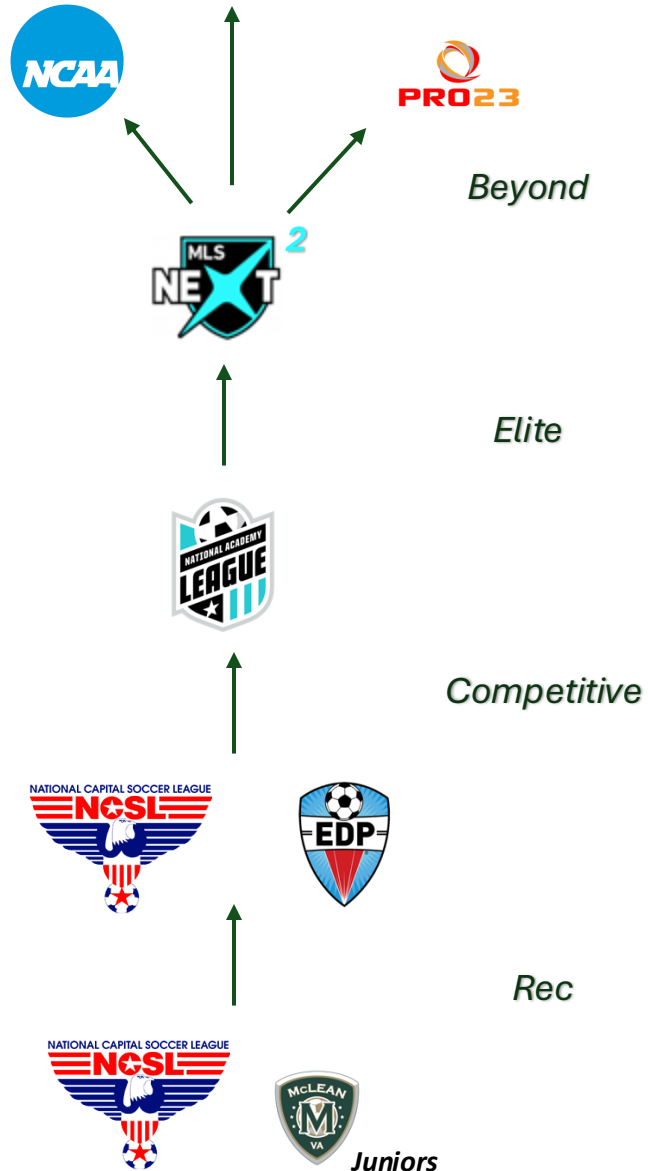 NCAA
PRO23
Beyond
MLS
NEXT
2
Elite
NATIONAL ACADEMY
LEAGUE
Competitive
NATIONAL CAPITAL SOCCER LEAGUE
NCSL
EDP
Rec
NATIONAL CAPITAL SOCCER LEAGUE
NCSL
McLEAN
M
VA
Juniors